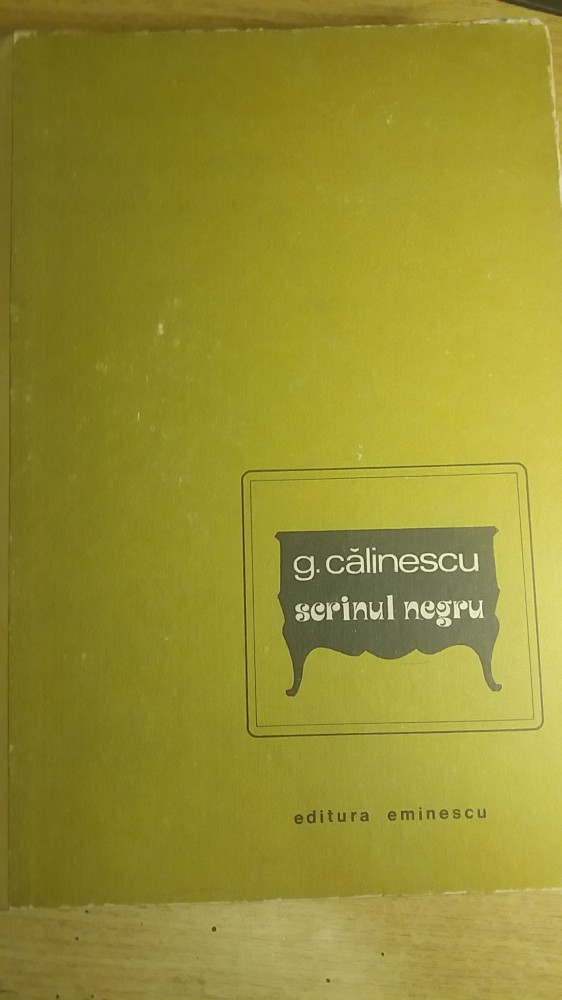 g. călinescu
scrinul negru
editura eminescu